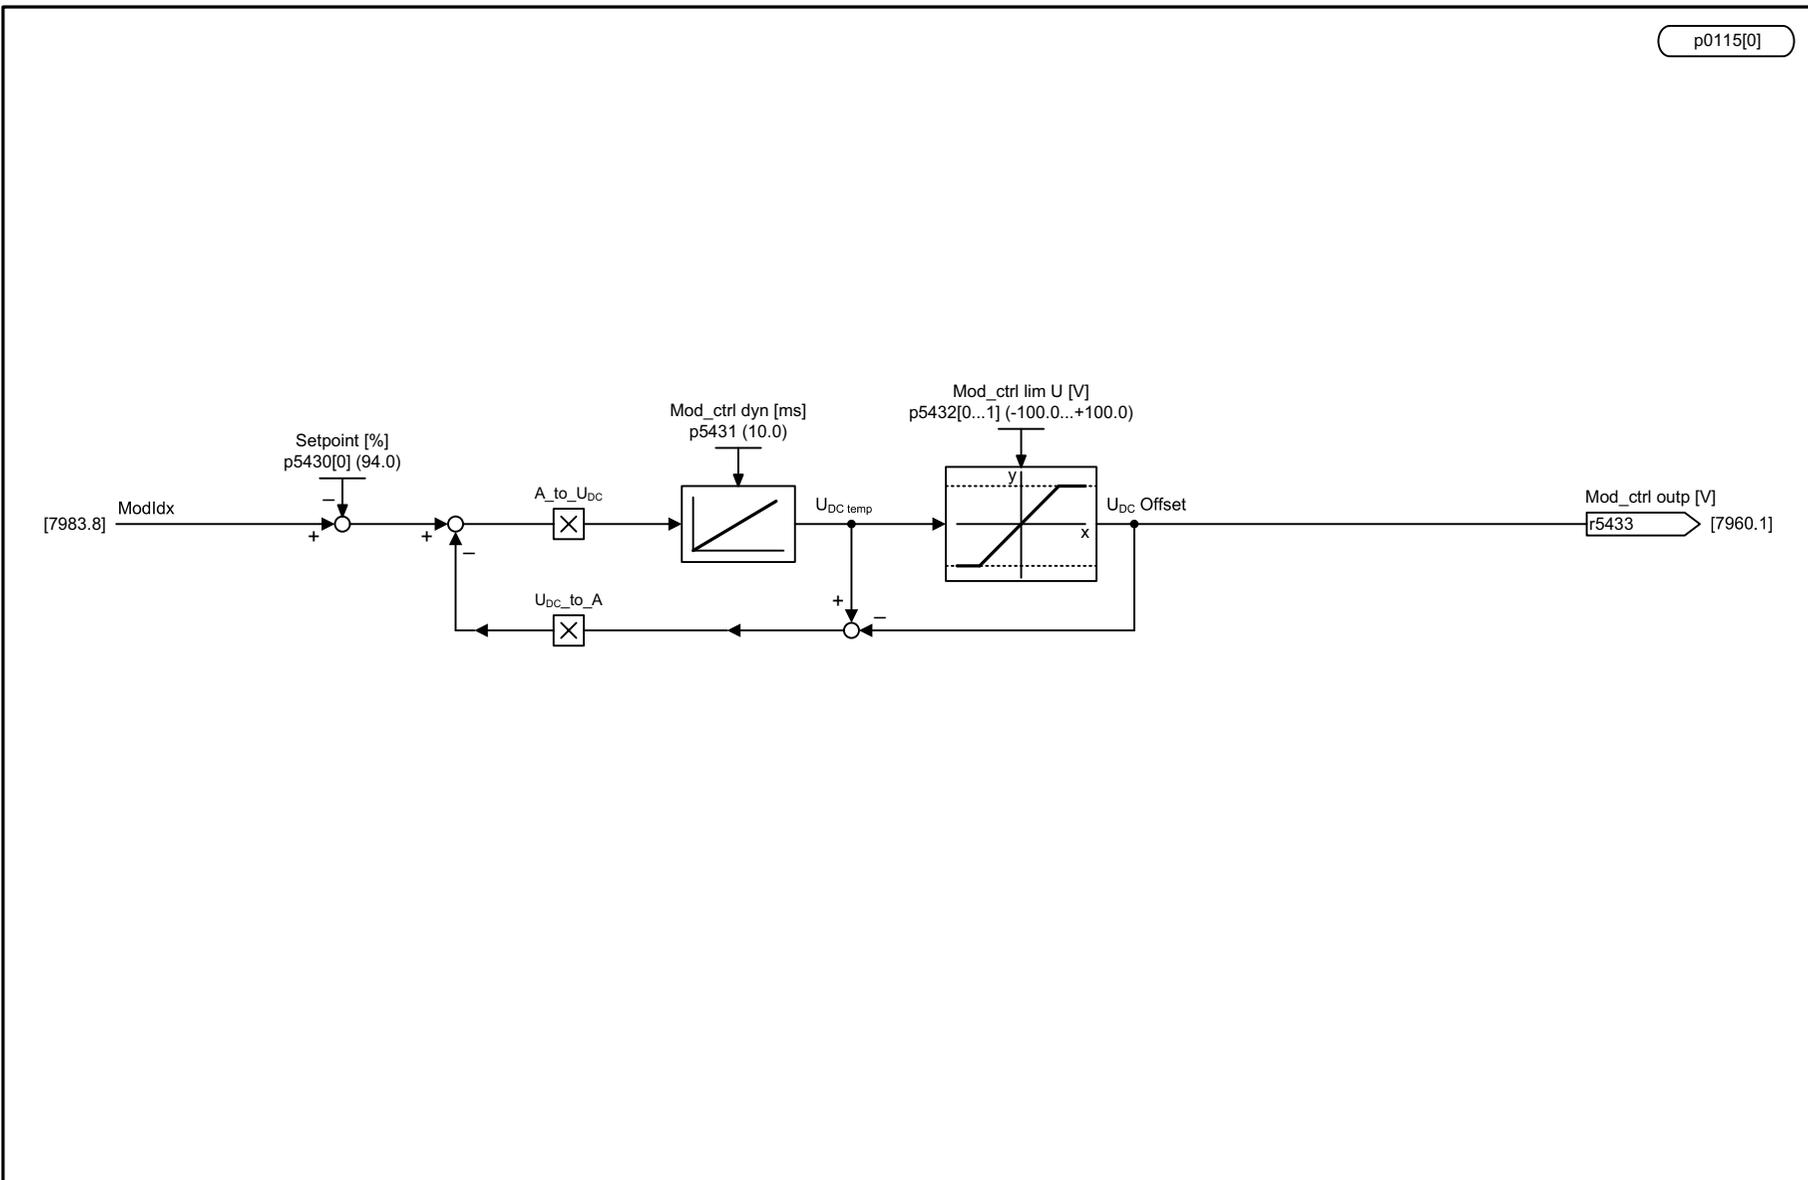 p0115[0]
Mod_ctrl lim U [V]
p5432[0...1] (-100.0...+100.0)
Mod_ctrl dyn [ms]
p5431 (10.0)
Setpoint [%]
p5430[0] (94.0)
–
[7983.8]
ModIdx
+
+
–
A_to_UDC
UDC temp
y
x
UDC Offset
Mod_ctrl outp [V]
r5433
[7960.1]
UDC_to_A
+
–